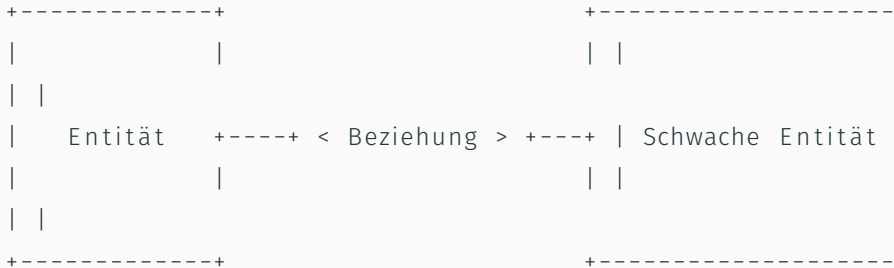 +-------------+                         +---------------------
|             |                         | |
| |
|   Entität   +----+ < Beziehung > +---+ | Schwache Entität
|             |                         | |
| |
+-------------+                         +---------------------